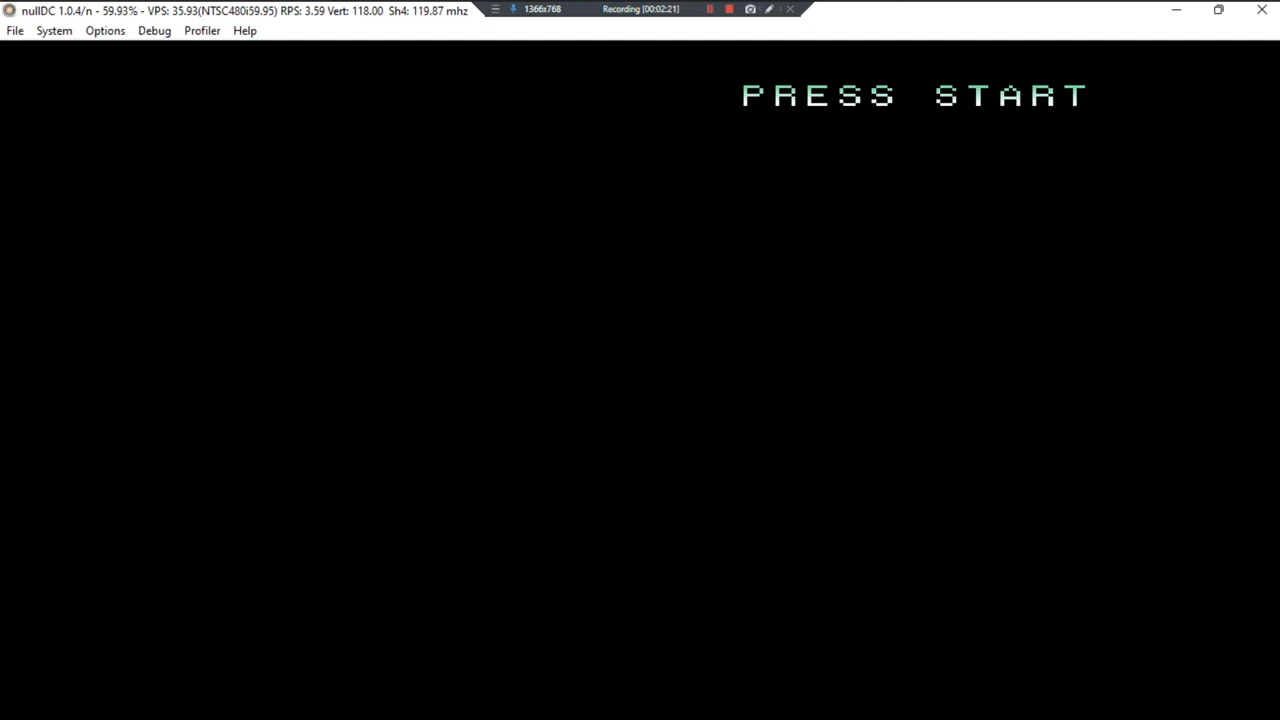 nullDC 1.0.4/n - 59.93% - VPS: 35.93(NTSC480i59.95) RPS: 3.59 Vert: 118.00 Sh4: 119.87 mhz
1366x768
Recording [00:02:21]
File System Options Debug Profiler Help
PRESS START